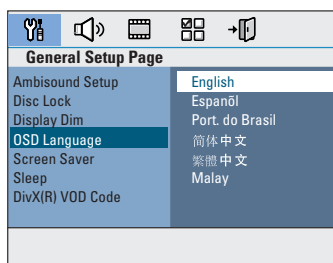 General Setup Page
Ambisound Setup
Disc Lock
Display Dim
OSD Language
Screen Saver
Sleep
DivX(R) VOD Code
English
Espanõl
Port. do Brasil
简体中文
繁體中文
Malay